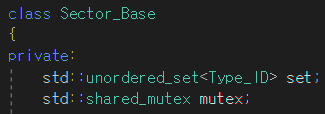 class Sector_Base
{
private:
    std::unordered_set<Type_ID> set;
    std::shared_mutex mutex;